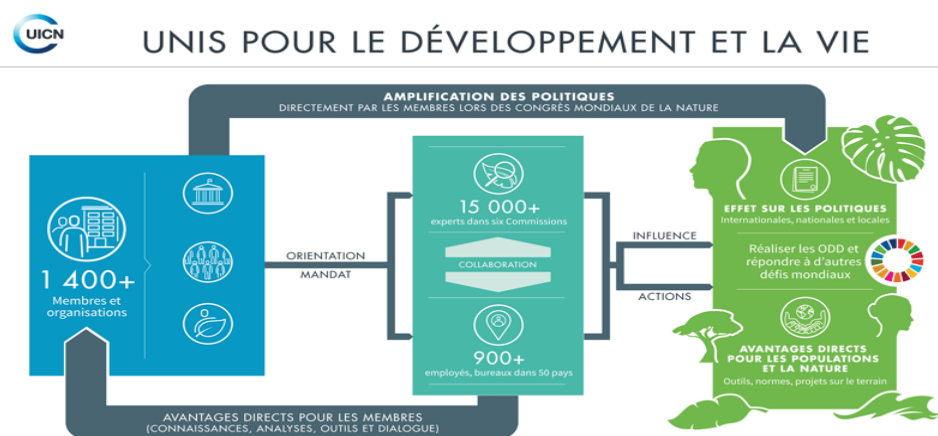 UICN
UNIS POUR LE DÉVELOPPEMENT ET LA VIE
AMPLIFICATION DES POLITIQUES
DIRECTEMENT PAR LES MEMBRES LORS DES CONGRÈS MONDIAUX DE LA NATURE
1 400+
Membres et
organisations
ORIENTATION
MANDAT
15 000+
experts dans six Commissions
COLLABORATION
900+
employés, bureaux dans 50 pays
INFLUENCE
ACTIONS
EFFET SUR LES POLITIQUES
Internationales, nationales et locales
Réaliser les ODD et
répondre à d'autres
défis mondiaux
AVANTAGES DIRECTS
POUR LES POPULATIONS
ET LA NATURE
Outils, normes, projets sur le terrain
AVANTAGES DIRECTS POUR LES MEMBRES
(CONNAISSANCES, ANALYSES, OUTILS ET DIALOGUE)